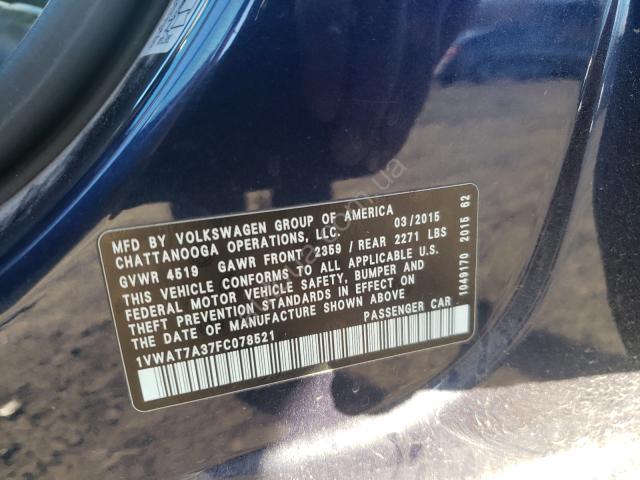 MFD BY VOLKSWAGEN GROUP OF AMERICA
CHATTANOOGA OPERATIONS, LLC. 03/2015
GVWR 4519 GAWR FRONT 2359 / REAR 2271 LBS
THIS VEHICLE CONFORMS TO ALL APPLICABLE U.S.
FEDERAL MOTOR VEHICLE SAFETY, BUMPER AND
THEFT PREVENTION STANDARDS IN EFFECT ON
THE DATE OF MANUFACTURE SHOWN ABOVE
1VWAT7A37FC078521 PASSENGER CAR
1049170 2015 62